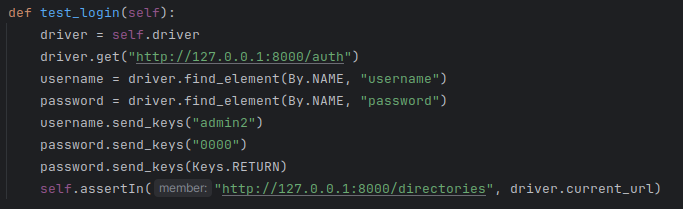 def test_login(self):
driver = self.driver
driver.get("http://127.0.0.1:8000/auth")
username = driver.find_element(By.NAME, "username")
password = driver.find_element(By.NAME, "password")
username.send_keys("admin2")
password.send_keys("0000")
password.send_keys(Keys.RETURN)
self.assertIn(member: "http://127.0.0.1:8000/directories", driver.current_url)